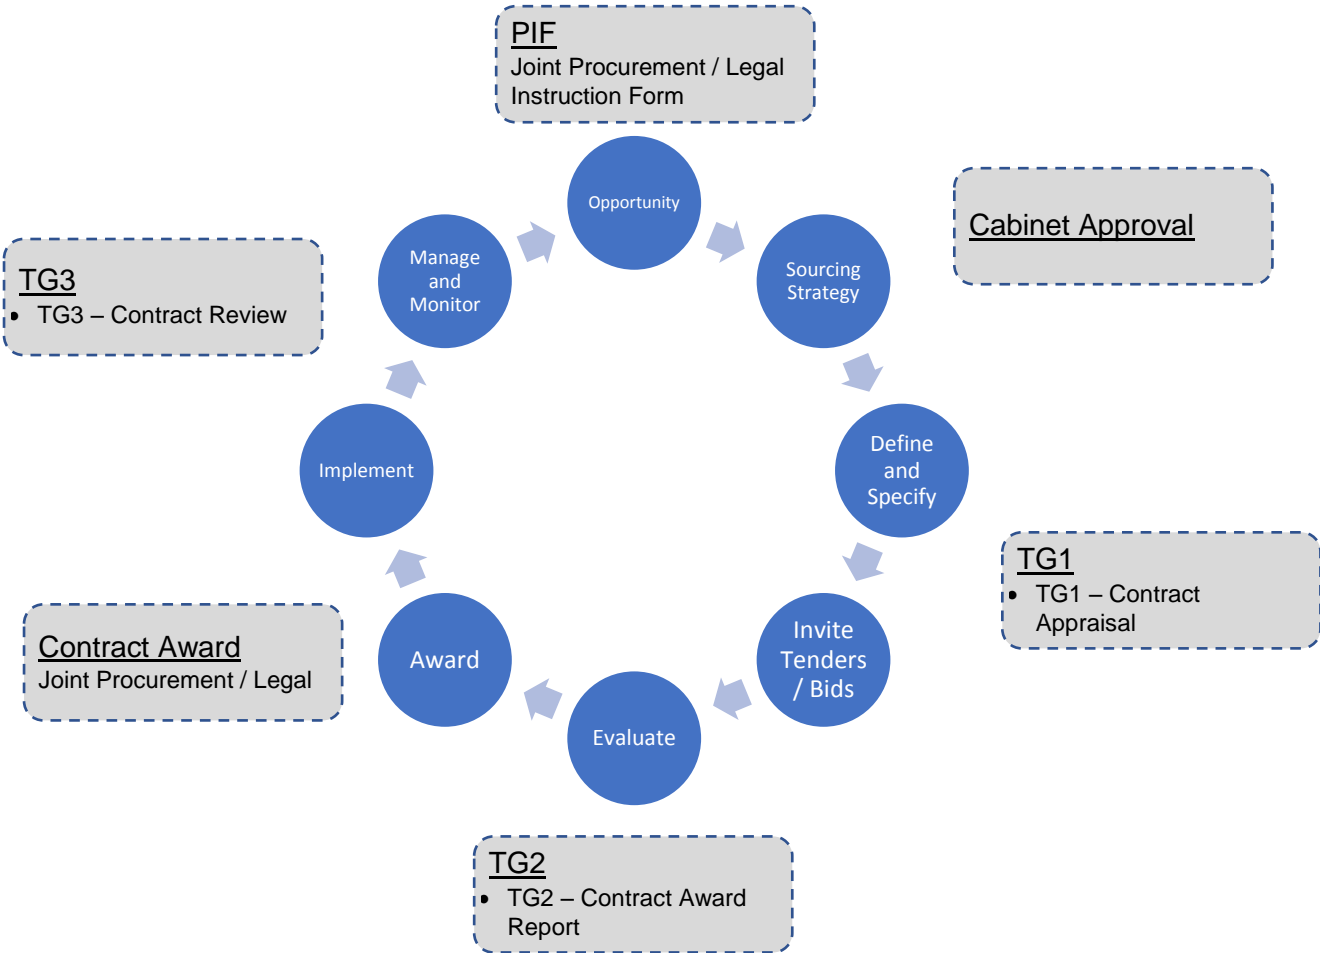 PIF
Joint Procurement / Legal
Instruction Form
Opportunity
Cabinet Approval
Sourcing
Strategy
Define
and
Specify
TG1
• TG1 – Contract
Appraisal
Invite
Tenders
/ Bids
Evaluate
TG2
• TG2 – Contract Award
Report
Award
Contract Award
Joint Procurement / Legal
Implement
TG3
• TG3 – Contract Review
Manage
and
Monitor